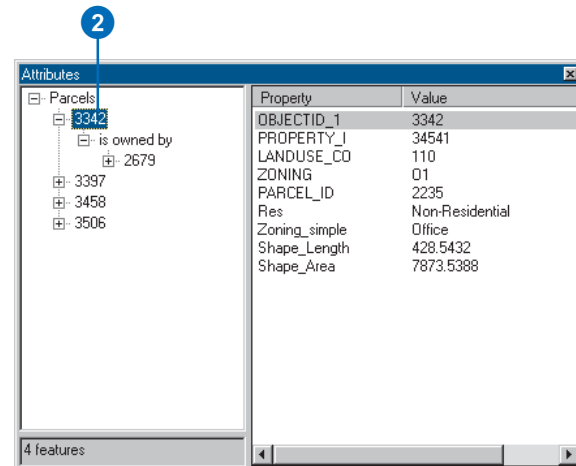 2
Attributes
Parcels
3342
is owned by
2679
3397
3458
3506
4 features
Property Value
OBJECTID_1 3342
PROPERTY_I 34541
LANDUSE_CO 110
ZONING O1
PARCEL_ID 2235
Res Non-Residential
Zoning_simple Office
Shape_Length 428.5432
Shape_Area 7873.5388